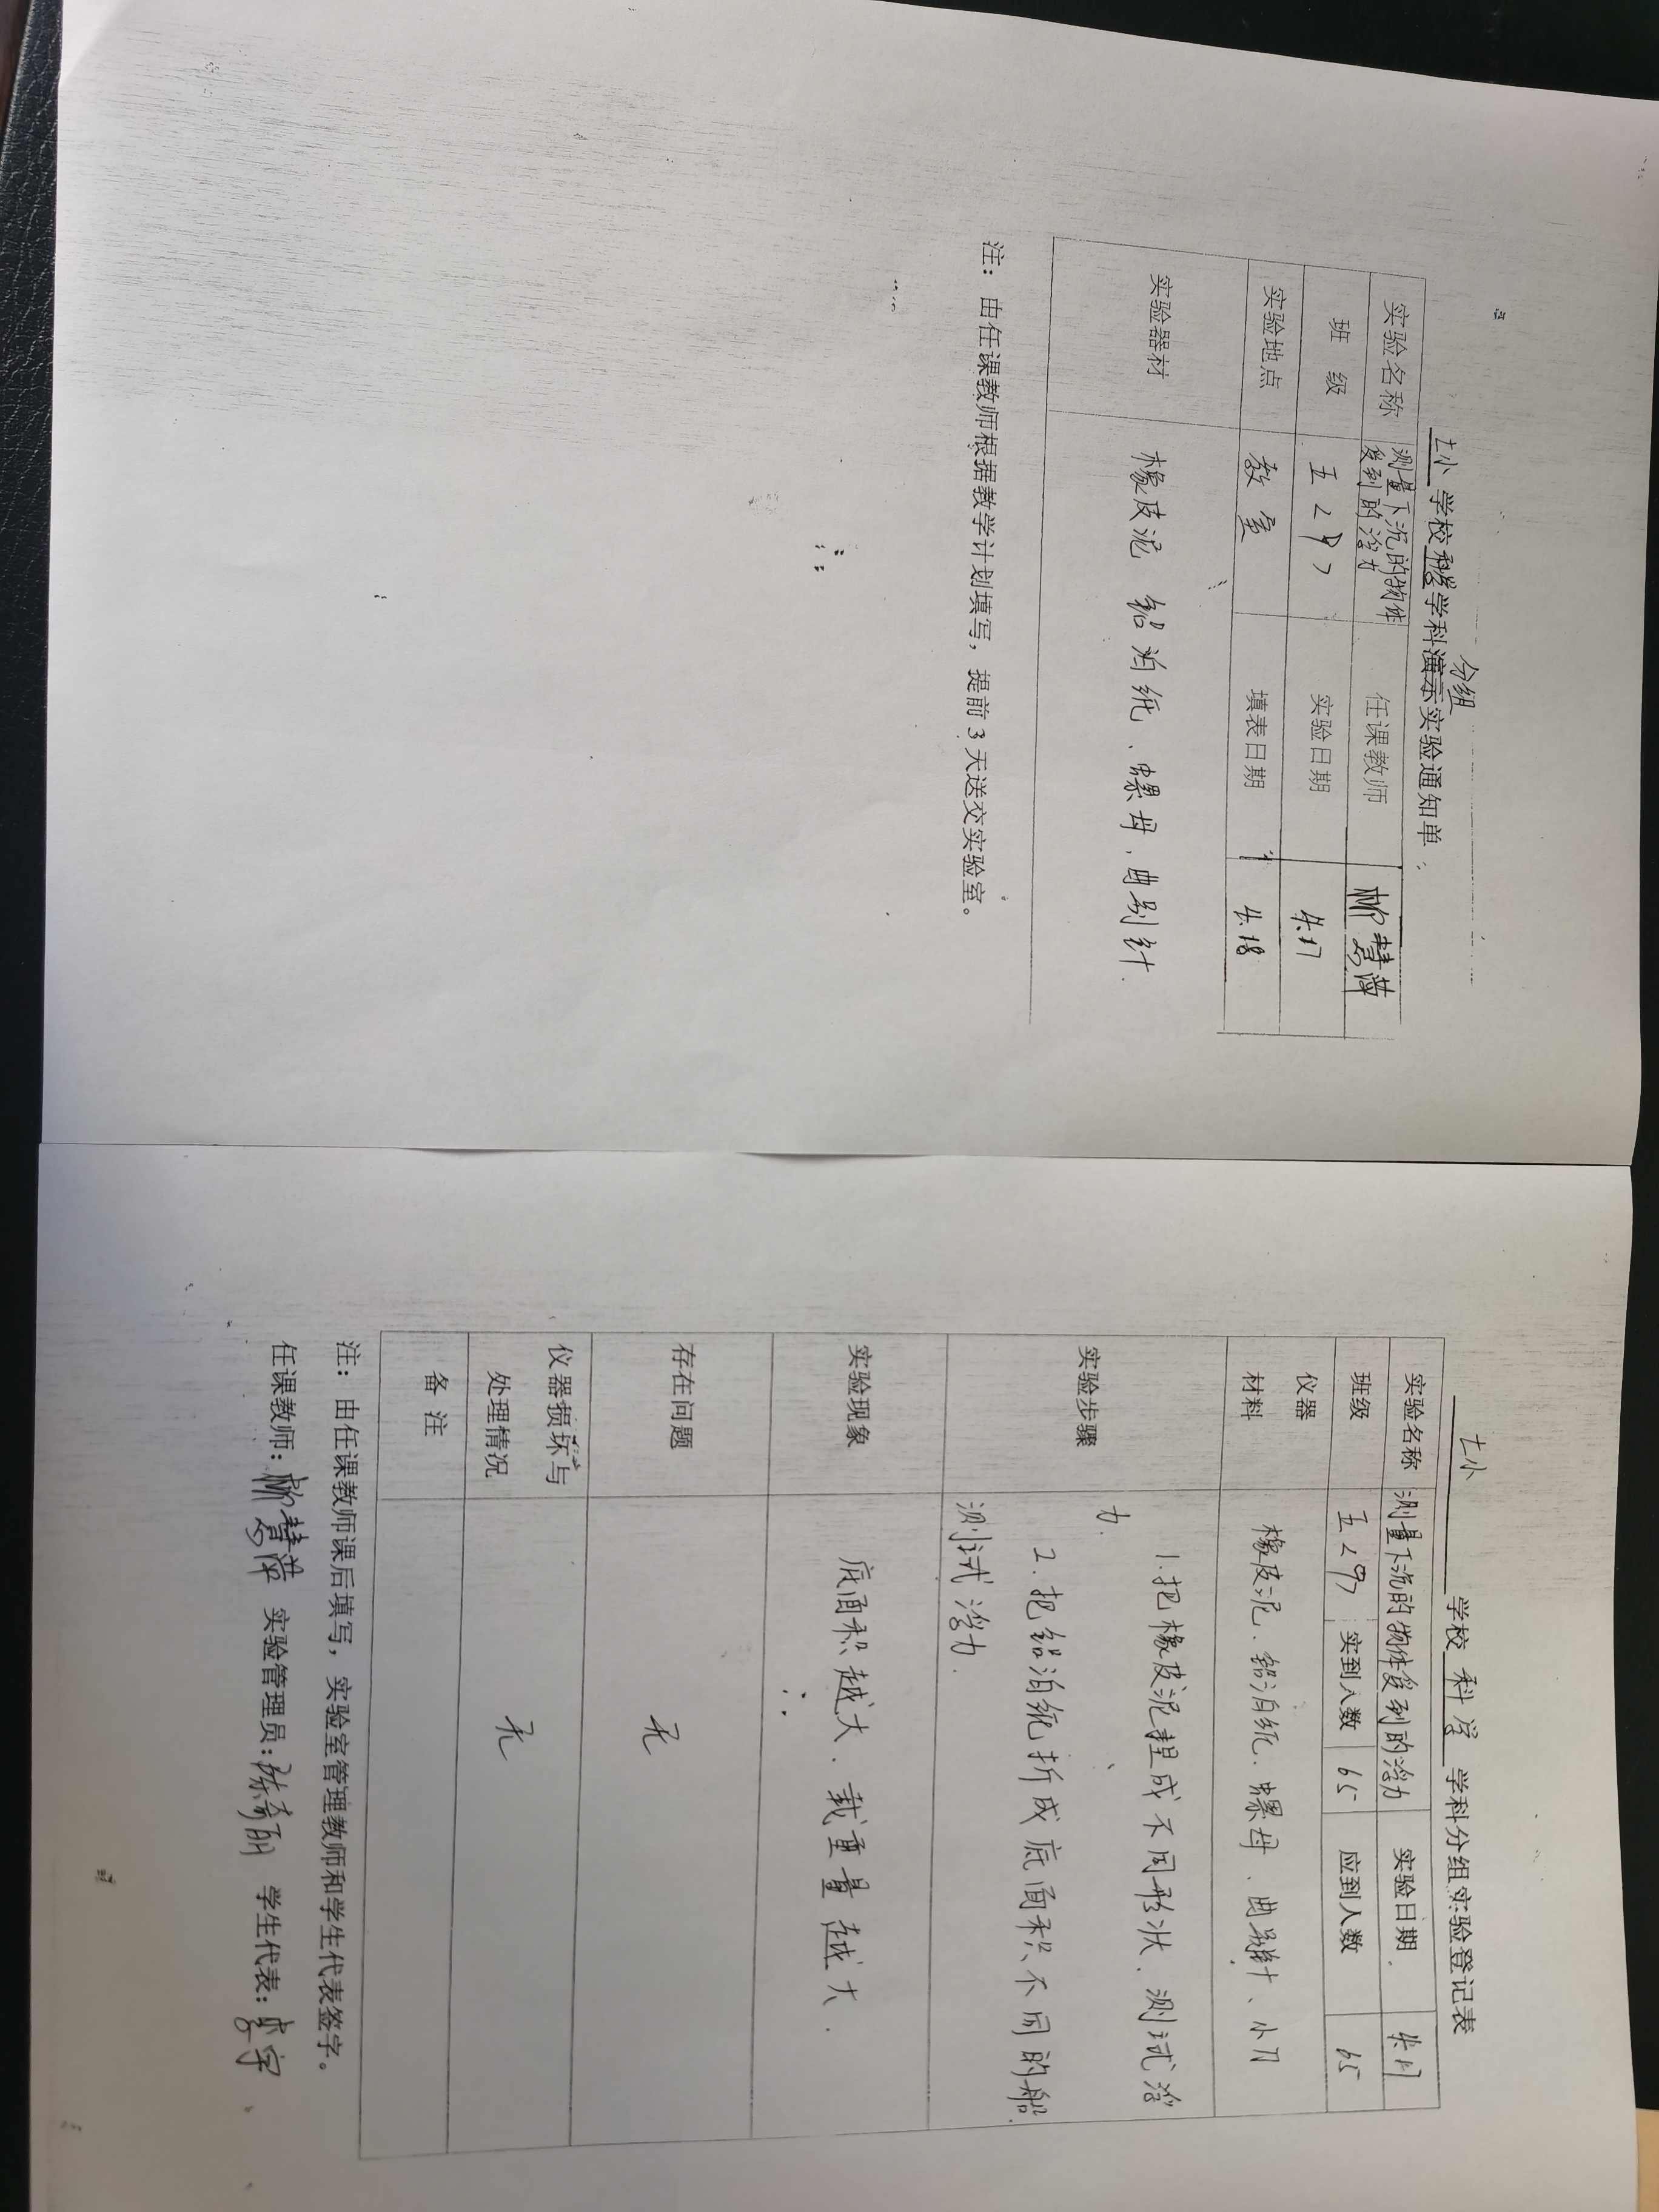 分组
七小 学校 科学 学科演示实验通知单
实验名称 测量下沉的物体受到的浮力 任课教师 柳慧萍
班 级 五 实验日期
实验地点 教室 填表日期 4.18
实验器材 橡皮泥 铝泊纸、螺母、曲别针.
注：由任课教师根据教学计划填写，提前 3 天送交实验室。
七小 学校 科学 学科分组实验登记表
实验名称 测量下沉的物体受到的浮力 实验日期
班级 五 实到人数 65 应到人数 65
仪器
材料 橡皮泥、铝泊纸、螺母、曲别针、小刀
实验步骤 1.把橡皮泥捏成不同形状、测试浮
力.
2.把铝泊纸折成底面积不同的船.
测试浮力.
实验现象 底面积越大、载重量越大.
存在问题 无
仪器损坏与
处理情况 无
备 注
注：由任课教师课后填写，实验室管理教师和学生代表签字。
任课教师：柳慧萍 实验管理员： 学生代表：